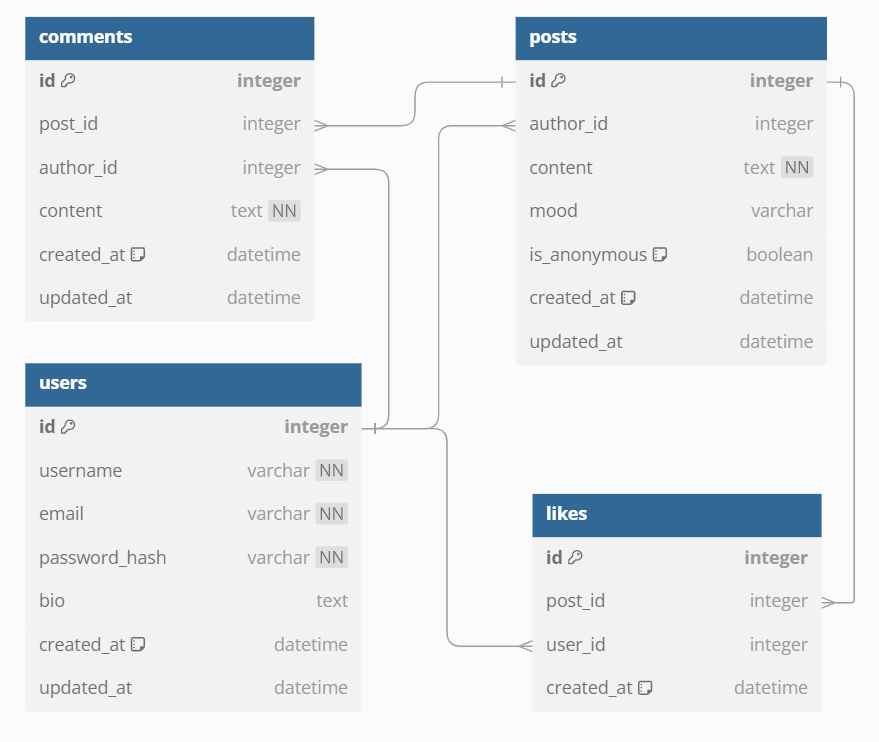 comments
id integer
post_id integer
author_id integer
content text NN
created_at datetime
updated_at datetime
posts
id integer
author_id integer
content text NN
mood varchar
is_anonymous boolean
created_at datetime
updated_at datetime
users
id integer
username varchar NN
email varchar NN
password_hash varchar NN
bio text
created_at datetime
updated_at datetime
likes
id integer
post_id integer
user_id integer
created_at datetime